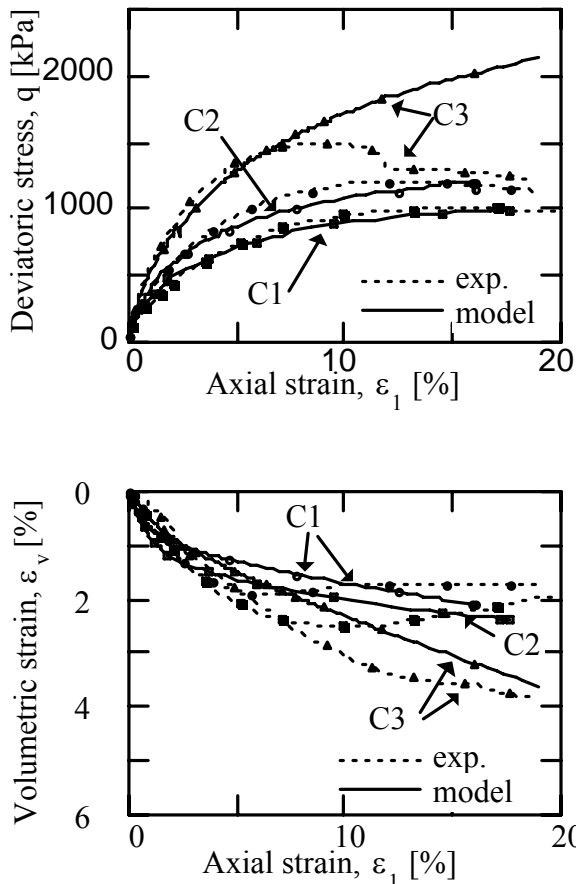 Deviatoric stress, q [kPa]
2000
1000
0
C2
C3
C1
exp.
model
0
10
20
Axial strain, ε1 [%]
Volumetric strain, εv [%]
0
2
4
6
C1
C2
C3
exp.
model
0
10
20
Axial strain, ε1 [%]